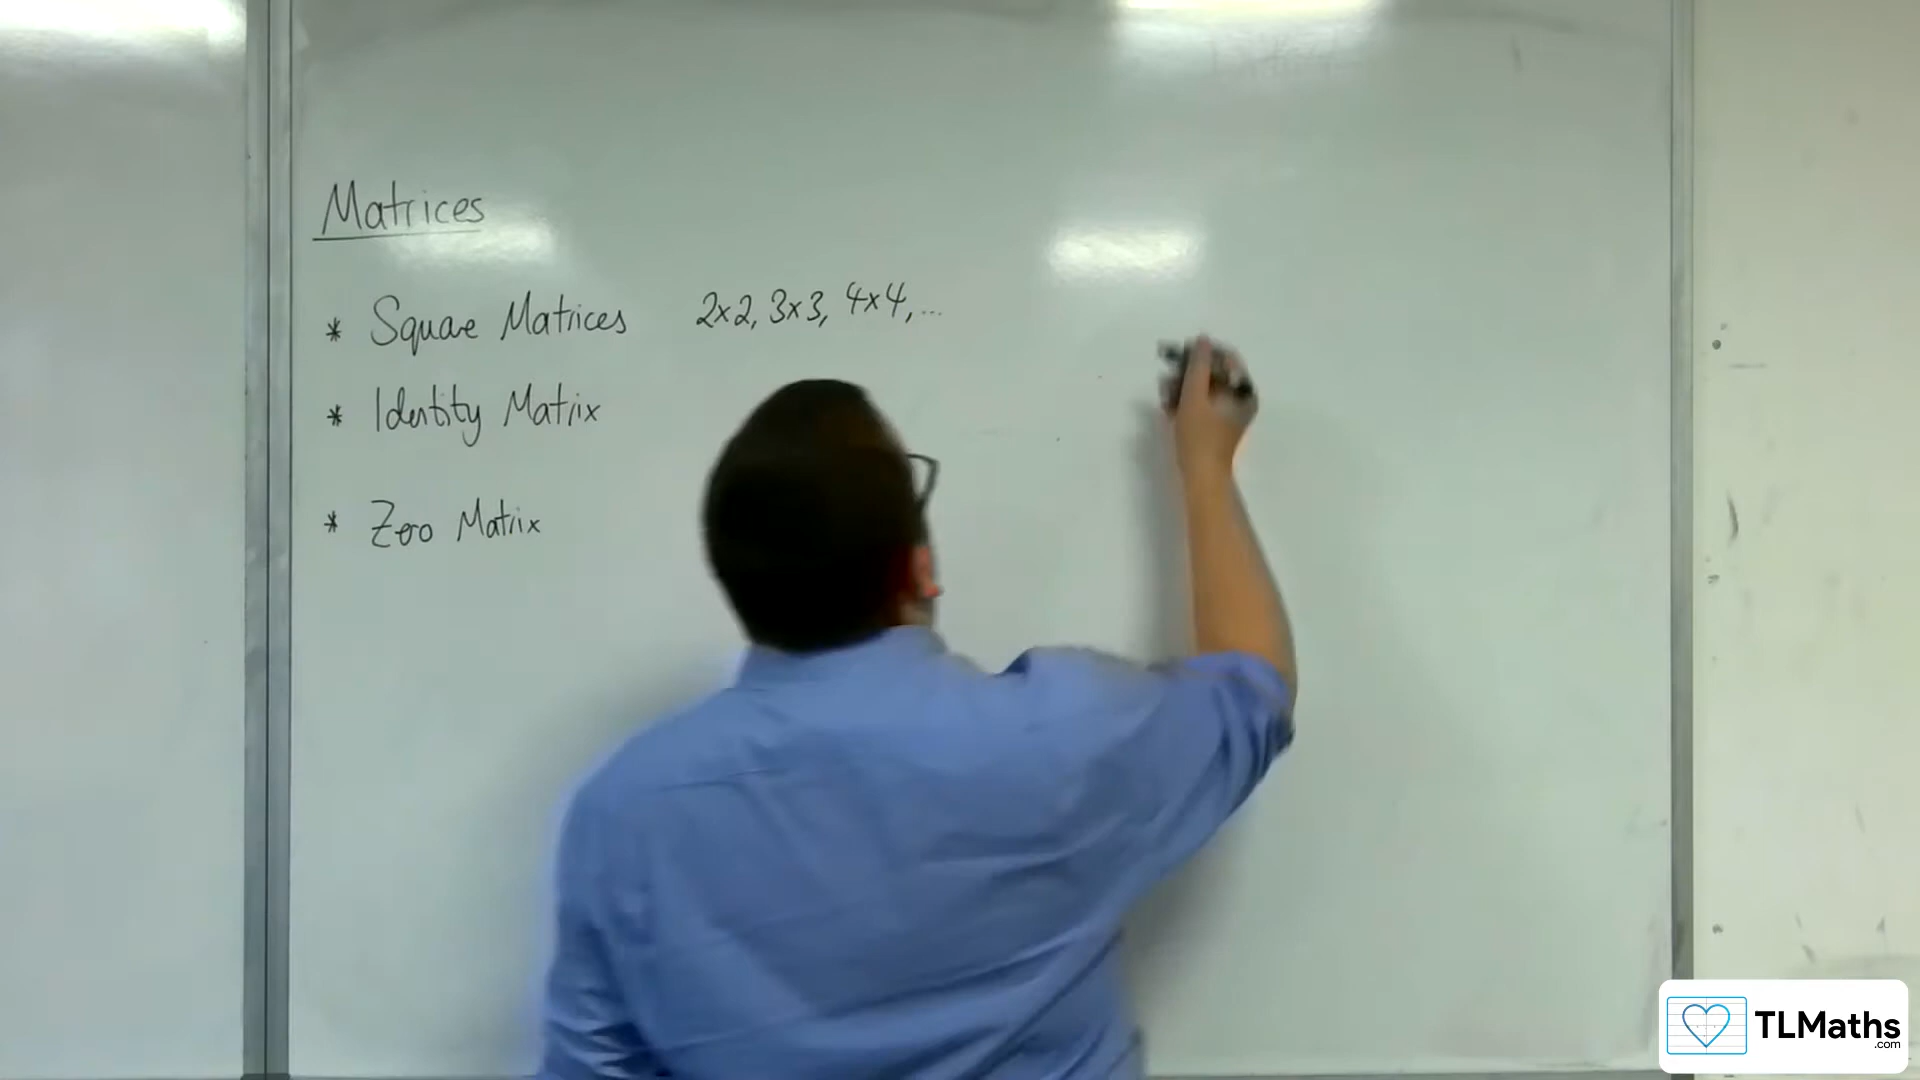 Matrices
* Square Matrices 2x2, 3x3, 4x4, ...
* Identity Matrix
* Zero Matrix
TLMaths
.com